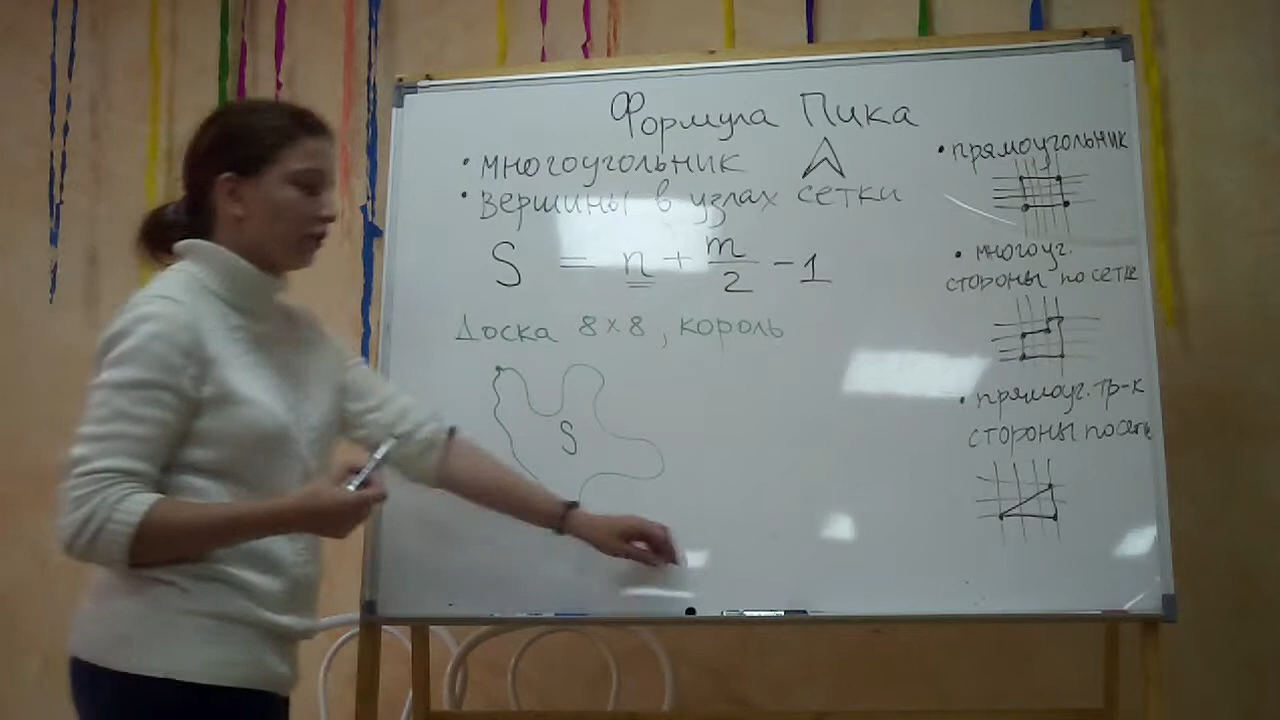 Формула Пика
• многоугольник
• вершины в узлах сетки
S = n + m/2 - 1
Доска 8×8, король
S
• прямоугольник
• многоуг.
стороны по сетке
• прямоуг. тр-к
стороны по сетке